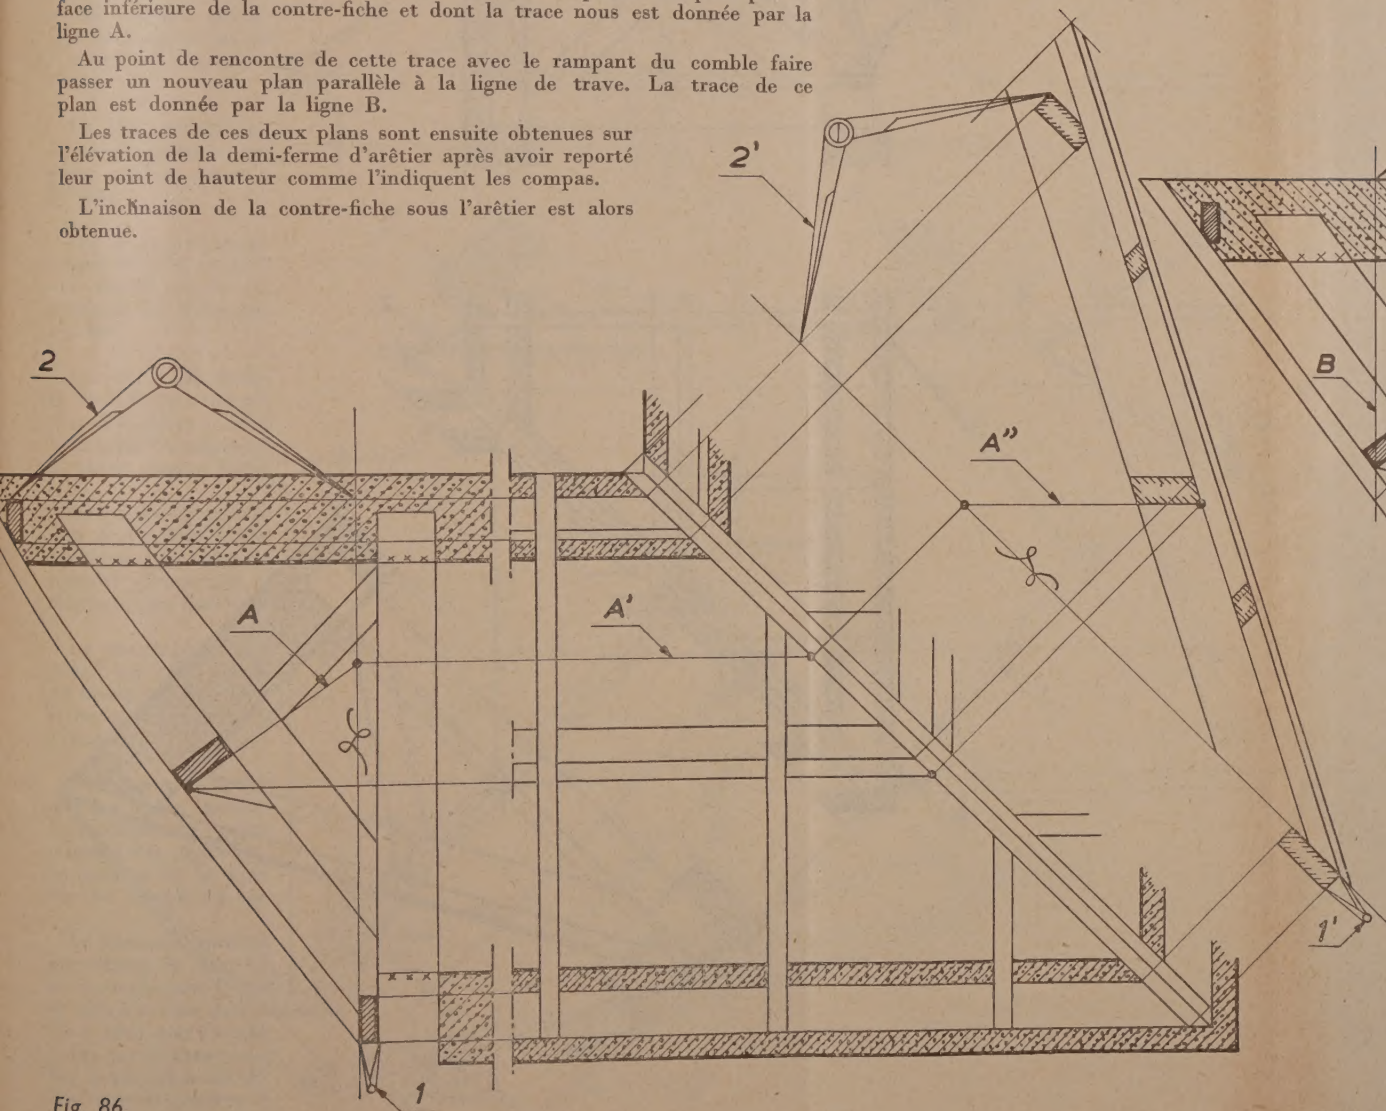 face inférieure de la contre-fiche et dont la trace nous est donnée par la
ligne A.
Au point de rencontre de cette trace avec le rampant du comble faire
passer un nouveau plan parallèle à la ligne de trave. La trace de ce
plan est donnée par la ligne B.
Les traces de ces deux plans sont ensuite obtenues sur
l'élévation de la demi-ferme d'arêtier après avoir reporté
leur point de hauteur comme l'indiquent les compas.
L'inclinaison de la contre-fiche sous l'arêtier est alors
obtenue.
2'
B
2
A''
A
A'
1'
1
Fig. 86